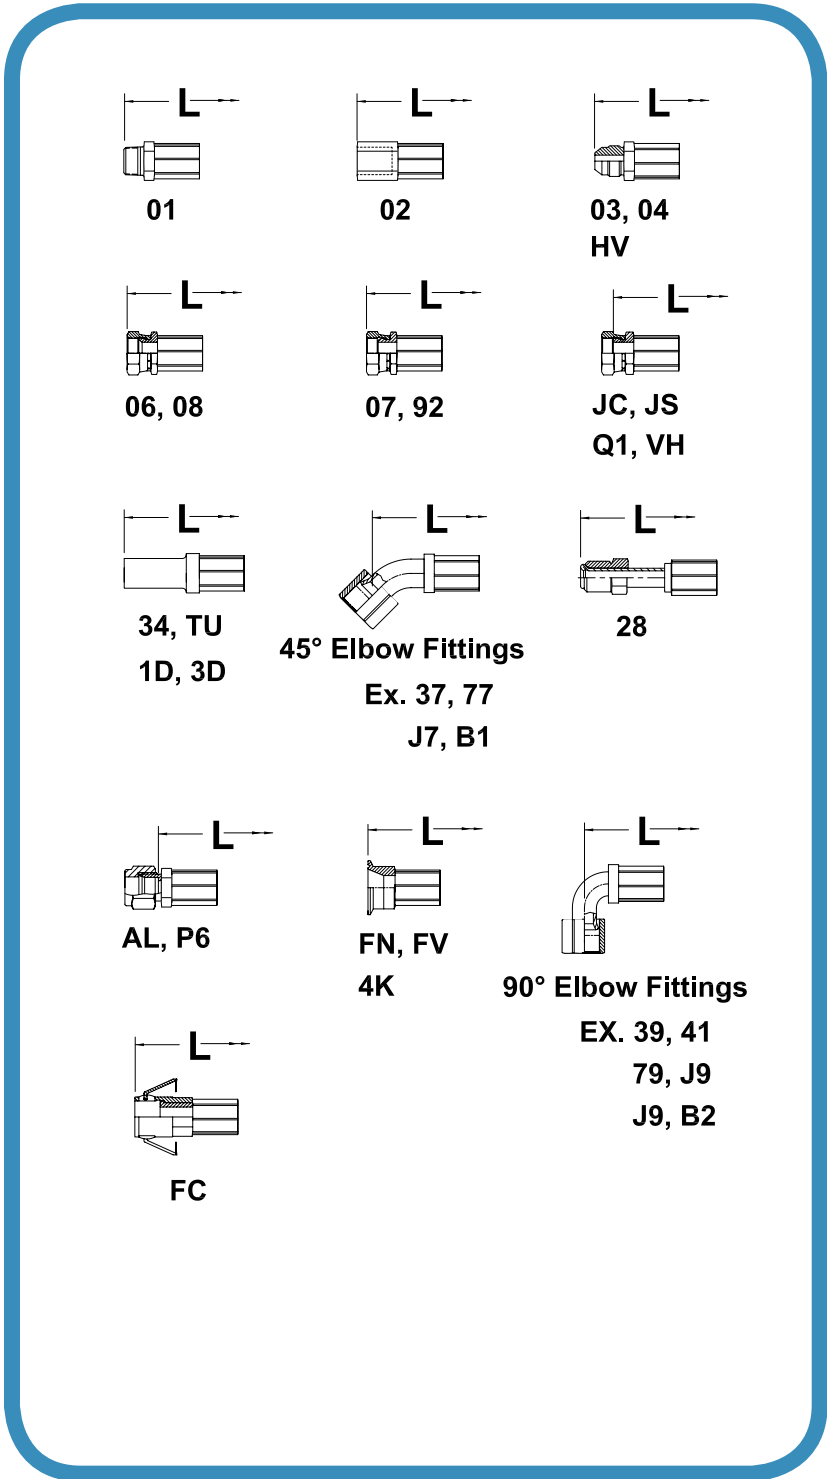 L
L
L
01
02
03, 04
HV
L
L
L
06, 08
07, 92
JC, JS
Q1, VH
L
L
L
34, TU
1D, 3D
45° Elbow Fittings
Ex. 37, 77
J7, B1
28
L
L
L
AL, P6
FN, FV
4K
90° Elbow Fittings
EX. 39, 41
79, J9
J9, B2
L
FC